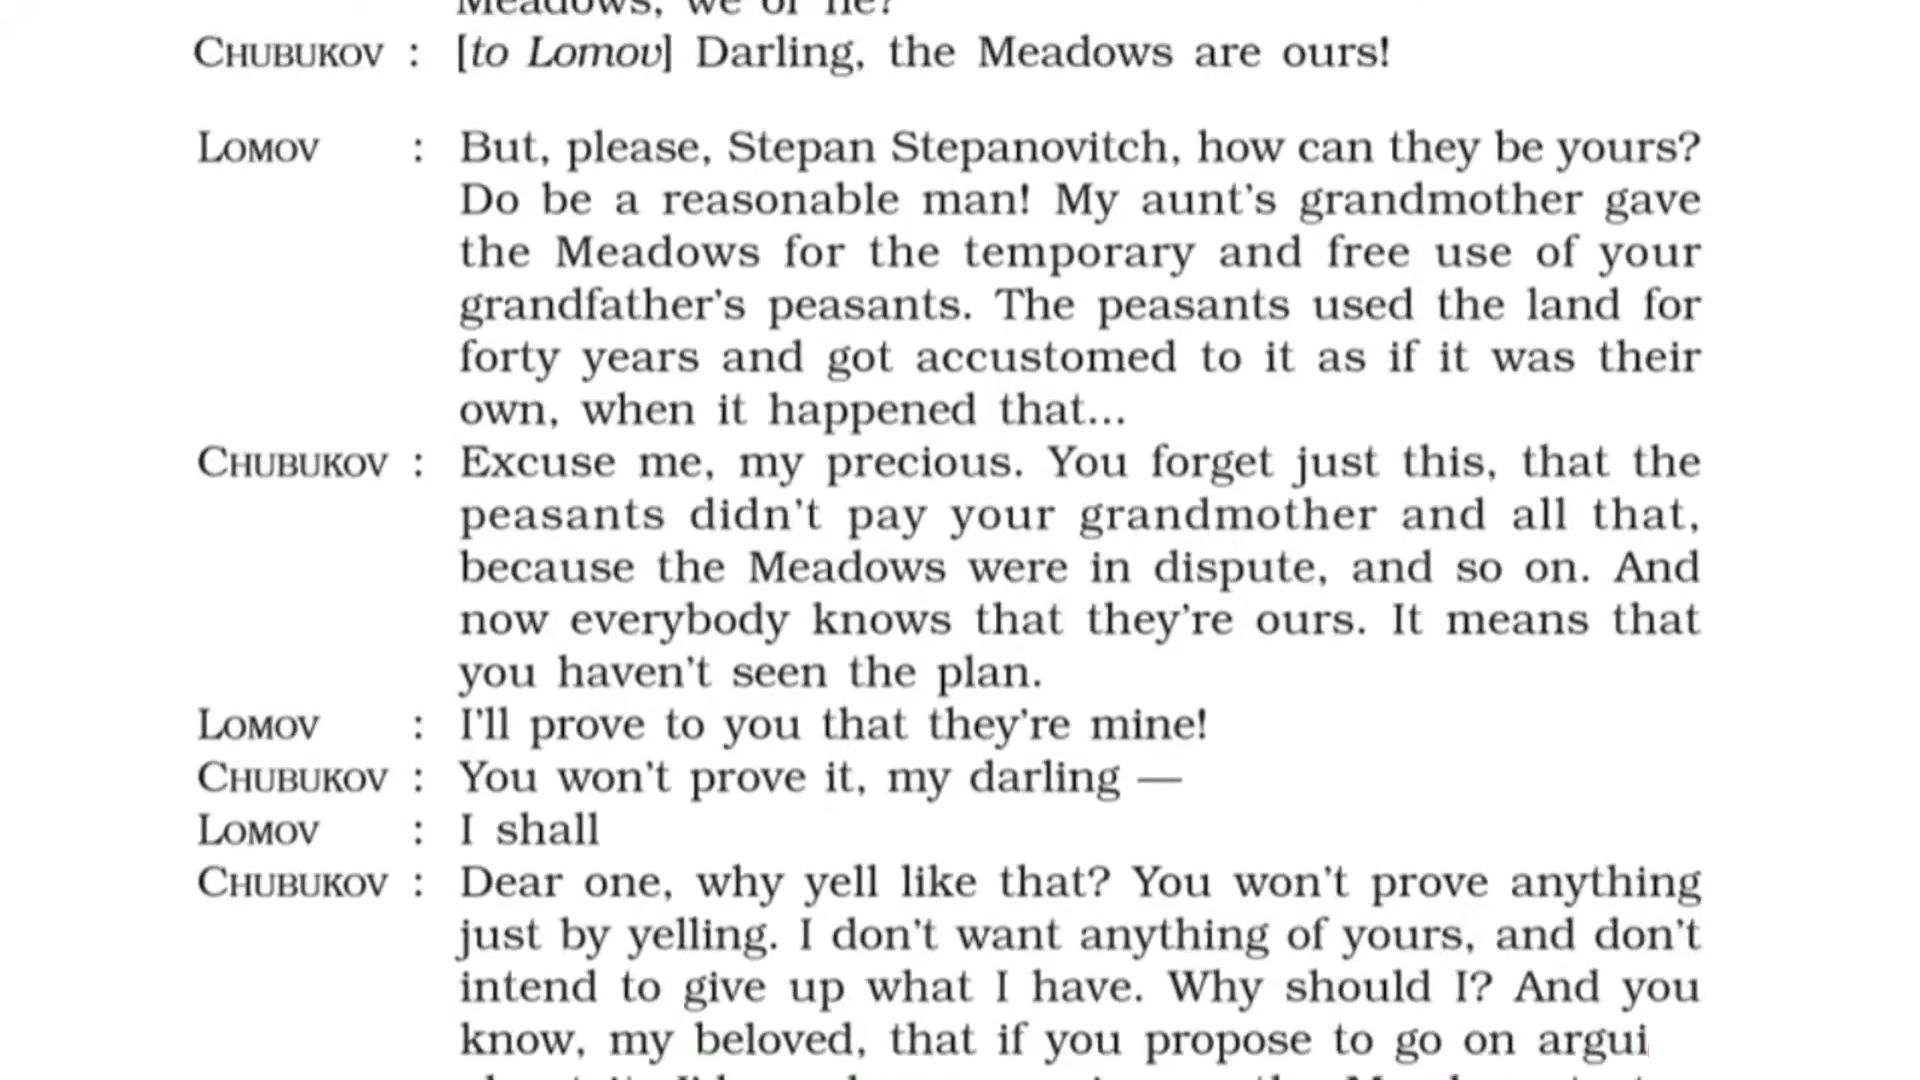 Meadows, we or he?
CHUBUKOV : [to Lomov] Darling, the Meadows are ours!
LOMOV : But, please, Stepan Stepanovitch, how can they be yours?
Do be a reasonable man! My aunt's grandmother gave
the Meadows for the temporary and free use of your
grandfather's peasants. The peasants used the land for
forty years and got accustomed to it as if it was their
own, when it happened that...
CHUBUKOV : Excuse me, my precious. You forget just this, that the
peasants didn't pay your grandmother and all that,
because the Meadows were in dispute, and so on. And
now everybody knows that they're ours. It means that
you haven't seen the plan.
LOMOV : I'll prove to you that they're mine!
CHUBUKOV : You won't prove it, my darling —
LOMOV : I shall
CHUBUKOV : Dear one, why yell like that? You won't prove anything
just by yelling. I don't want anything of yours, and don't
intend to give up what I have. Why should I? And you
know, my beloved, that if you propose to go on argui